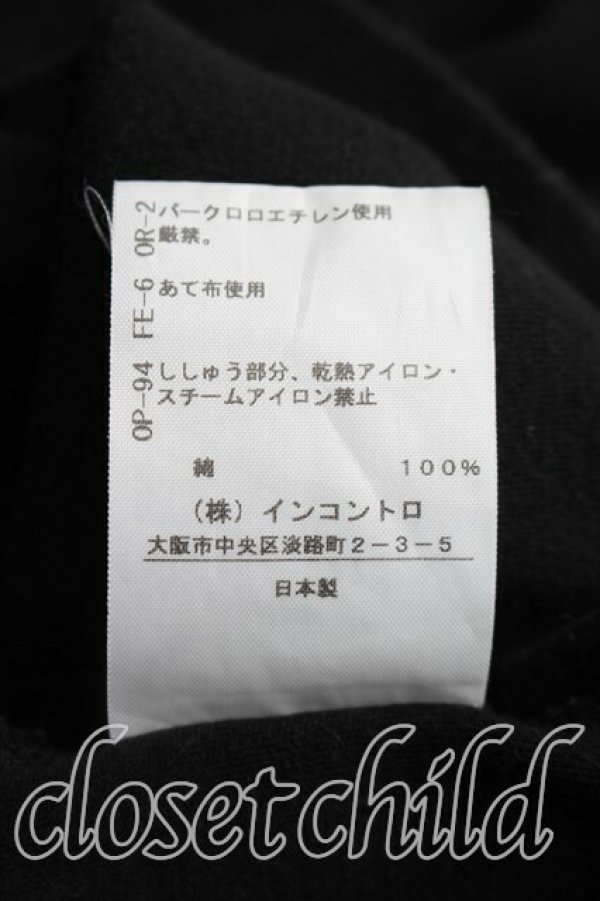 OR-2 パークロロエチレン使用
厳禁。
FE-6 あて布使用
OP-94 ししゅう部分、乾熱アイロン・
スチームアイロン禁止
綿 100%
(株) インコントロ
大阪市中央区淡路町2-3-5
日本製
closet child